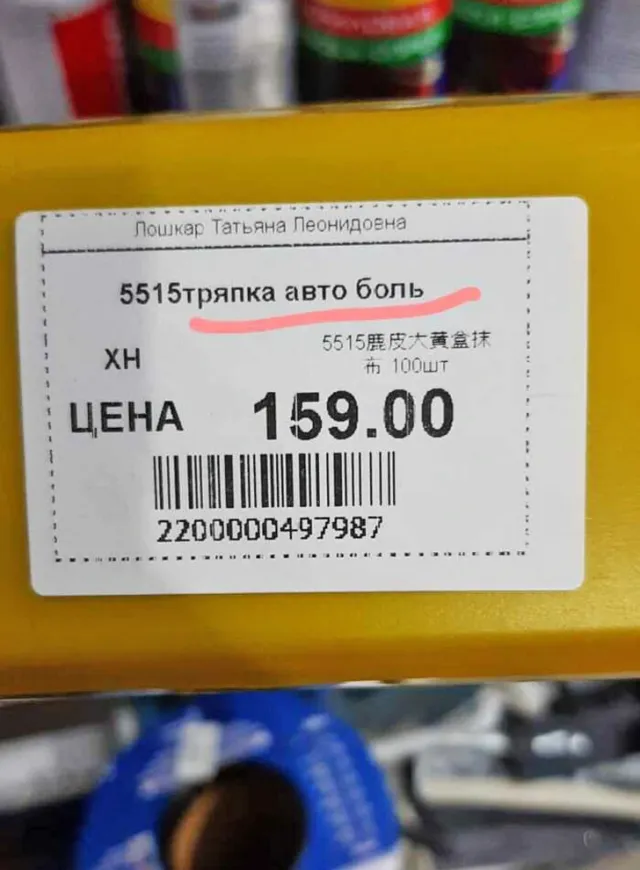 Лошкар Татьяна Леонидовна
5515тряпка авто боль
5515鹿皮大黄盒抹
布 100шт
ХН
ЦЕНА 159.00
2200000497987